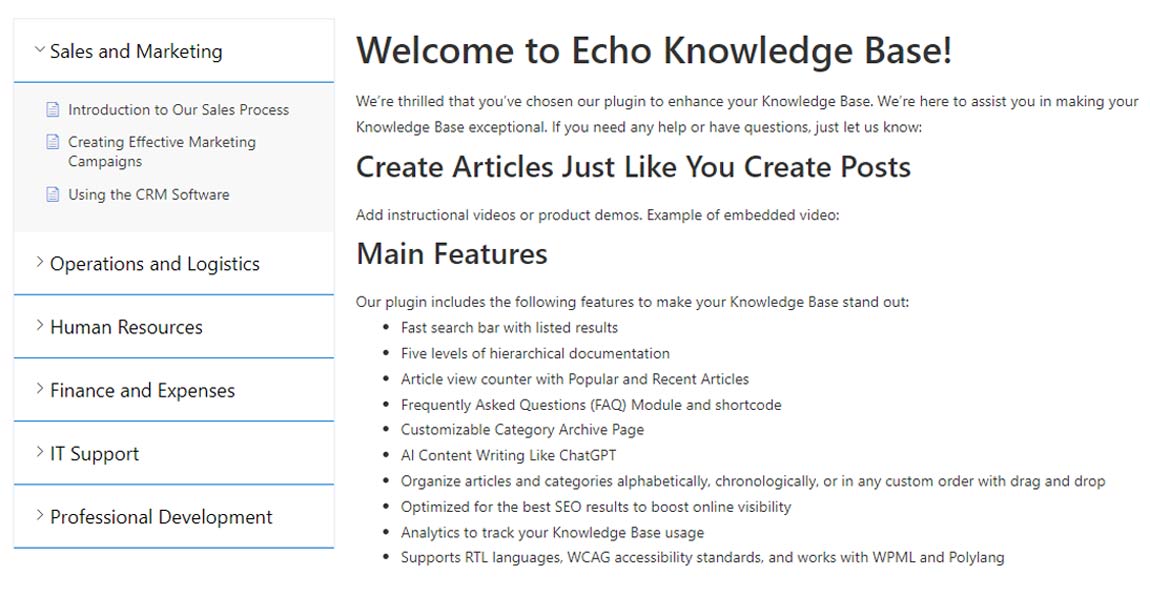 Sales and Marketing
Introduction to Our Sales Process
Creating Effective Marketing
Campaigns
Using the CRM Software
Operations and Logistics
Human Resources
Finance and Expenses
IT Support
Professional Development
Welcome to Echo Knowledge Base!
We’re thrilled that you’ve chosen our plugin to enhance your Knowledge Base. We’re here to assist you in making your
Knowledge Base exceptional. If you need any help or have questions, just let us know:
Create Articles Just Like You Create Posts
Add instructional videos or product demos. Example of embedded video:
Main Features
Our plugin includes the following features to make your Knowledge Base stand out:
Fast search bar with listed results
Five levels of hierarchical documentation
Article view counter with Popular and Recent Articles
Frequently Asked Questions (FAQ) Module and shortcode
Customizable Category Archive Page
AI Content Writing Like ChatGPT
Organize articles and categories alphabetically, chronologically, or in any custom order with drag and drop
Optimized for the best SEO results to boost online visibility
Analytics to track your Knowledge Base usage
Supports RTL languages, WCAG accessibility standards, and works with WPML and Polylang